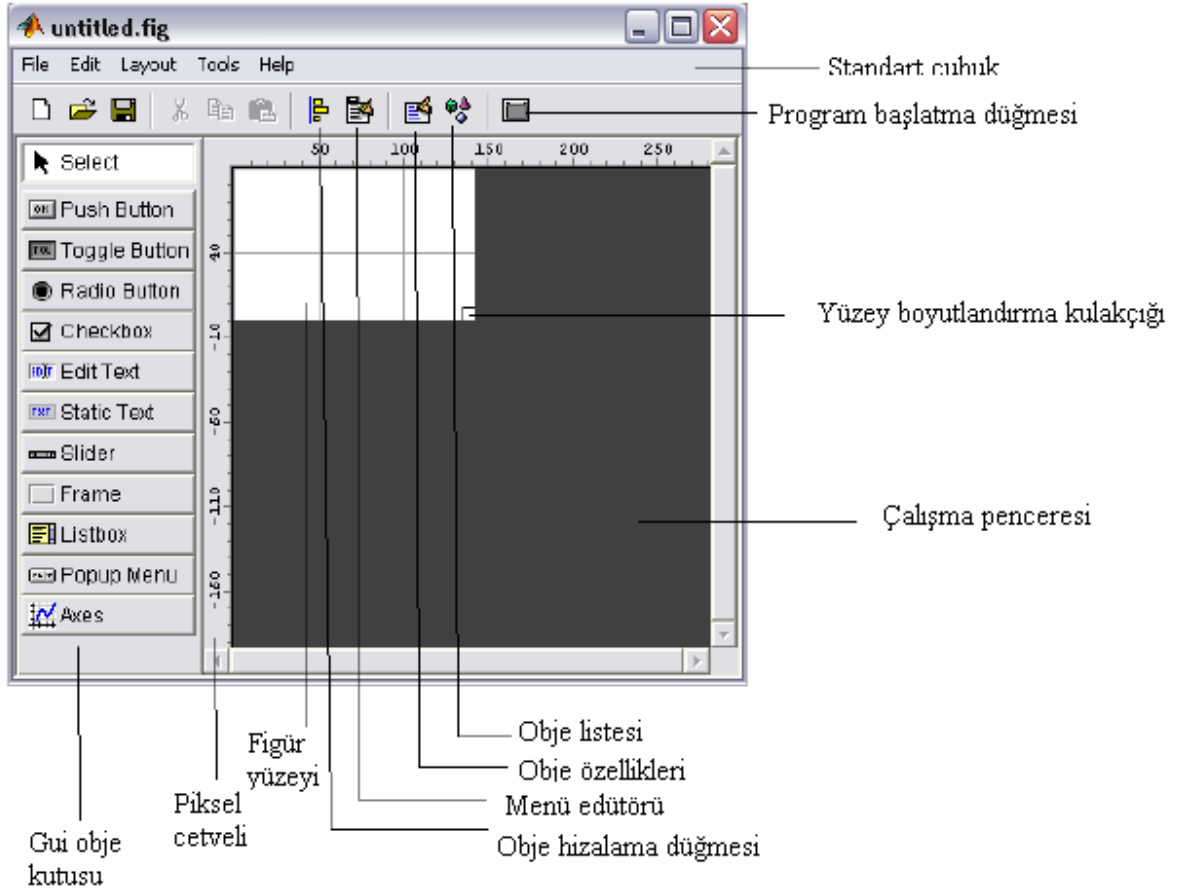 untitled.fig
File Edit Layout Tools Help
Standart çubuk
Program başlatma düğmesi
Select
50 100 150 200 250
Push Button
Toggle Button
Radio Button
Checkbox
Edit Text
Static Text
Slider
Frame
Listbox
Popup Menu
Axes
40
-10
-60
-110
-160
Yüzey boyutlandırma kulakçığı
Çalışma penceresi
Obje listesi
Figür
yüzeyi
Obje özellikleri
Piksel
cetveli
Menü edütörü
Gui obje
kutusu
Obje hizalama düğmesi